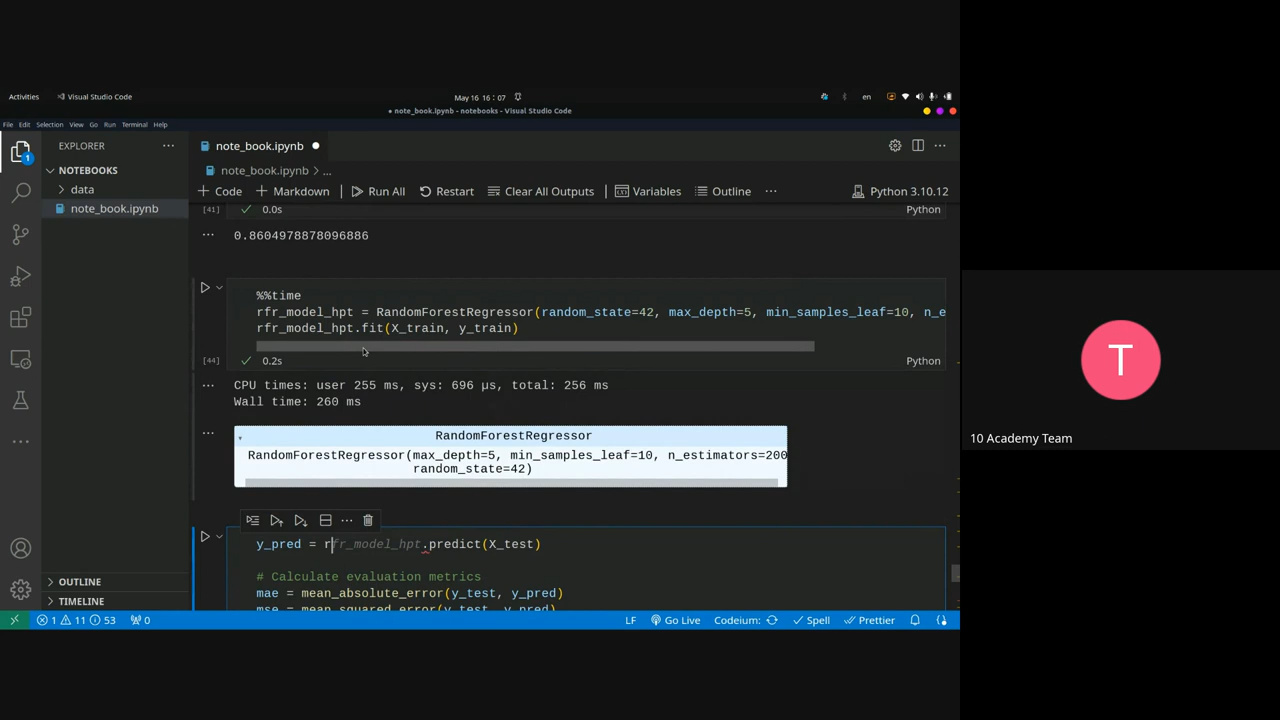 Activities
Visual Studio Code
May 16 16 : 07
en
note_book.ipynb - notebooks - Visual Studio Code
File Edit Selection View Go Run Terminal Help
EXPLORER
NOTEBOOKS
data
note_book.ipynb
1
note_book.ipynb
note_book.ipynb > ...
+ Code + Markdown Run All Restart Clear All Outputs Variables Outline ... Python 3.10.12
[41] 0.0s Python
0.8604978878096886
%%time
rfr_model_hpt = RandomForestRegressor(random_state=42, max_depth=5, min_samples_leaf=10, n_e
rfr_model_hpt.fit(X_train, y_train)
[44] 0.2s Python
CPU times: user 255 ms, sys: 696 µs, total: 256 ms
Wall time: 260 ms
RandomForestRegressor
RandomForestRegressor(max_depth=5, min_samples_leaf=10, n_estimators=200
random_state=42)
y_pred = rfr_model_hpt.predict(X_test)
# Calculate evaluation metrics
mae = mean_absolute_error(y_test, y_pred)
mse = mean_squared_error(y_test, y_pred)
OUTLINE
TIMELINE
1 11 53 0 LF Go Live Codeium: Spell Prettier
T
10 Academy Team